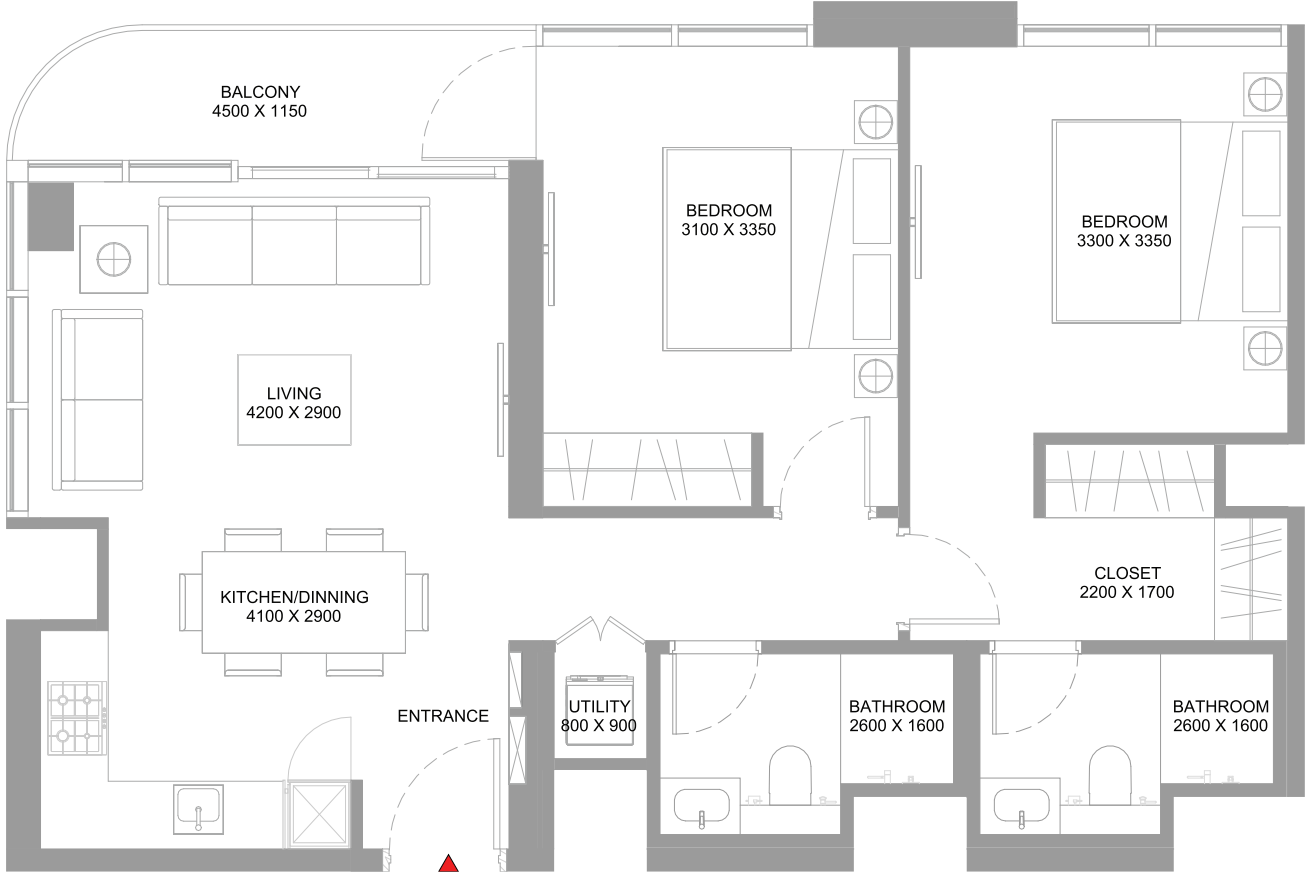 BALCONY
4500 X 1150
BEDROOM
3100 X 3350
BEDROOM
3300 X 3350
LIVING
4200 X 2900
KITCHEN/DINNING
4100 X 2900
CLOSET
2200 X 1700
ENTRANCE
UTILITY
800 X 900
BATHROOM
2600 X 1600
BATHROOM
2600 X 1600